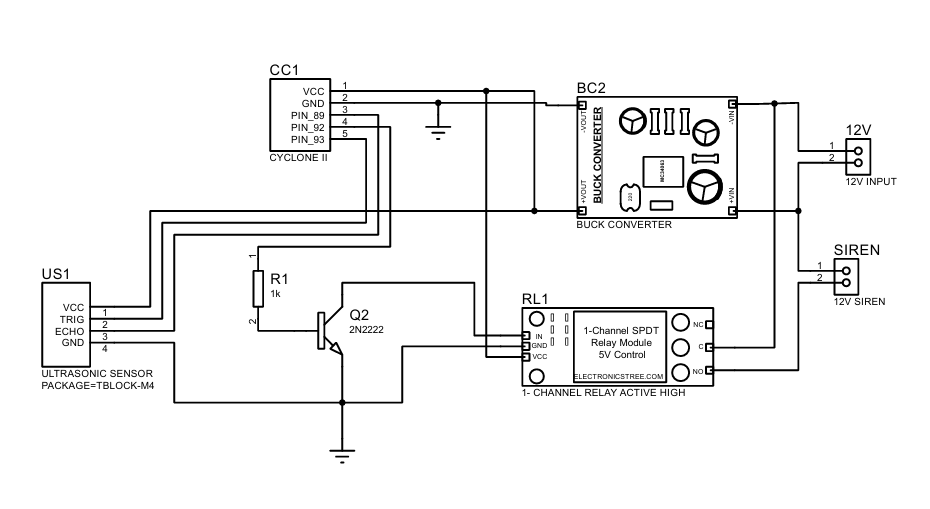 CC1
VCC 1
GND 2
PIN_89 3
PIN_92 4
PIN_93 5
CYCLONE II
BC2
-VOUT
+VOUT
BUCK CONVERTER
MC34063
220
-VIN
+VIN
BUCK CONVERTER
12V
1
2
12V INPUT
SIREN
1
2
12V SIREN
US1
VCC
TRIG 1
ECHO 2
GND 3
4
ULTRASONIC SENSOR
PACKAGE=TBLOCK-M4
1
R1
1k
2
Q2
2N2222
RL1
IN
GND
VCC
1-Channel SPDT
Relay Module
5V Control
ELECTRONICSTREE.COM
NC
C
NO
1- CHANNEL RELAY ACTIVE HIGH